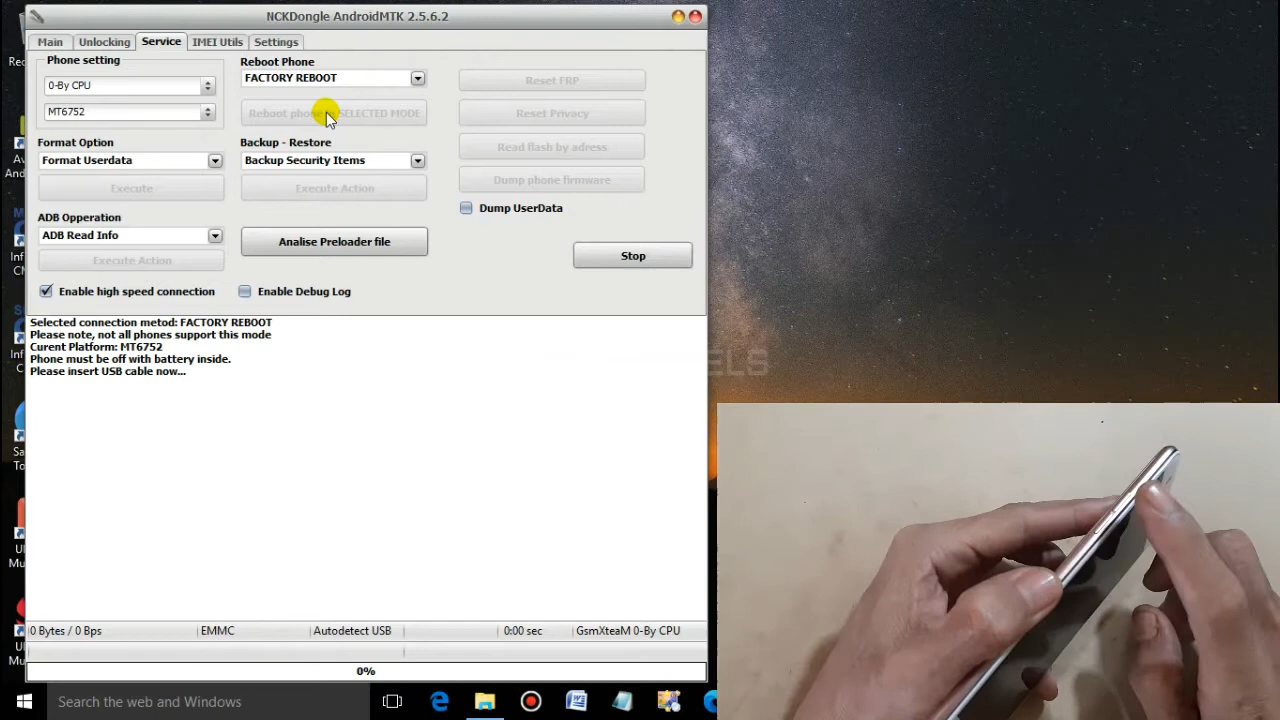 NCKDongle AndroidMTK 2.5.6.2
Main Unlocking Service IMEI Utils Settings
Phone setting
0-By CPU
MT6752
Reboot Phone
FACTORY REBOOT
Reboot phone SELECTED MODE
Reset FRP
Reset Privacy
Read flash by adress
Dump phone firmware
Dump UserData
Format Option
Format Userdata
Execute
Backup - Restore
Backup Security Items
Execute Action
ADB Opperation
ADB Read Info
Execute Action
Analise Preloader file
Stop
Enable high speed connection
Enable Debug Log
Selected connection metod: FACTORY REBOOT
Please note, not all phones support this mode
Curent Platform: MT6752
Phone must be off with battery inside.
Please insert USB cable now...
0 Bytes / 0 Bps EMMC Autodetect USB 0:00 sec GsmXteaM 0-By CPU
0%
Search the web and Windows